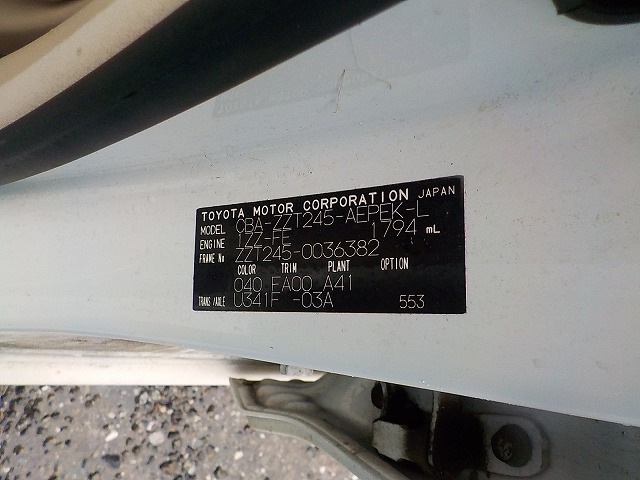 TOYOTA MOTOR CORPORATION JAPAN
MODEL CBA-ZZT245-AEPEK-L
ENGINE 1ZZ-FE 1794 mL
FRAME No ZZT245-0036382
COLOR TRIM PLANT OPTION
040 FA00 A41
TRANS/AXLE U341F -03A 553